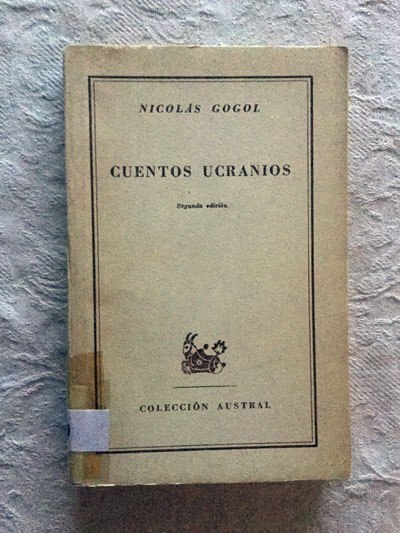 NICOLÁS GOGOL
CUENTOS UCRANIOS
Segunda edición
COLECCIÓN AUSTRAL